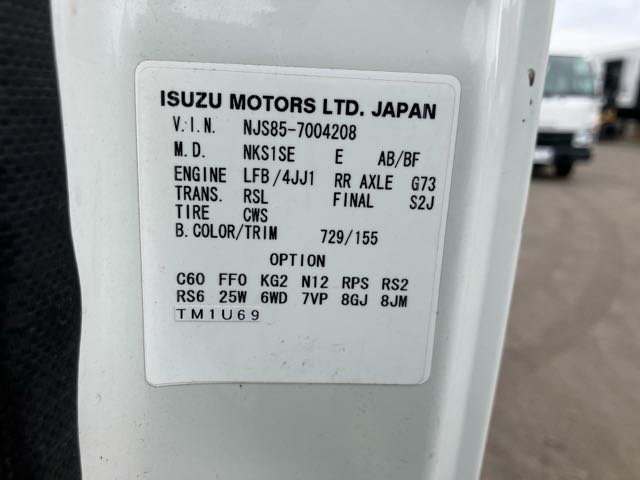 ISUZU MOTORS LTD. JAPAN
V.I.N. NJS85-7004208
M.D. NKS1SE E AB/BF
ENGINE LFB/4JJ1 RR AXLE G73
TRANS. RSL FINAL S2J
TIRE CWS
B.COLOR/TRIM 729/155
OPTION
C60 FF0 KG2 N12 RPS RS2
RS6 25W 6WD 7VP 8GJ 8JM
TM1U69